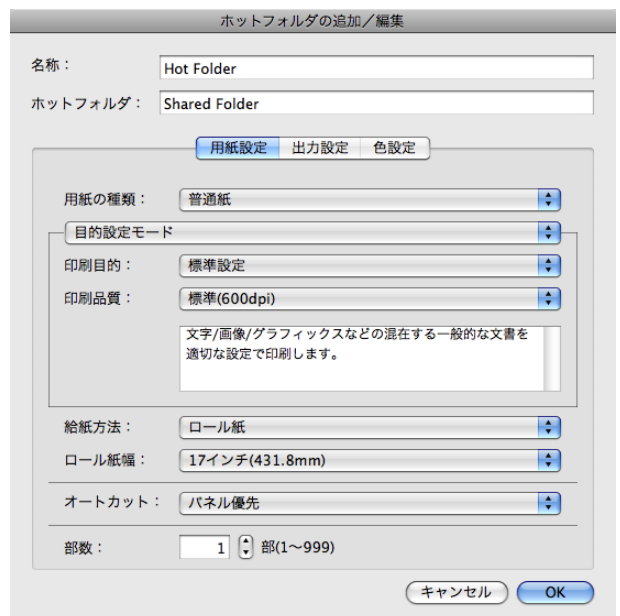 ホットフォルダの追加／編集
名称： Hot Folder
ホットフォルダ： Shared Folder
用紙設定 出力設定 色設定
用紙の種類： 普通紙
目的設定モード
印刷目的： 標準設定
印刷品質： 標準(600dpi)
文字/画像/グラフィックスなどの混在する一般的な文書を
適切な設定で印刷します。
給紙方法： ロール紙
ロール紙幅： 17インチ(431.8mm)
オートカット： パネル優先
部数： 1 部(1〜999)
キャンセル OK